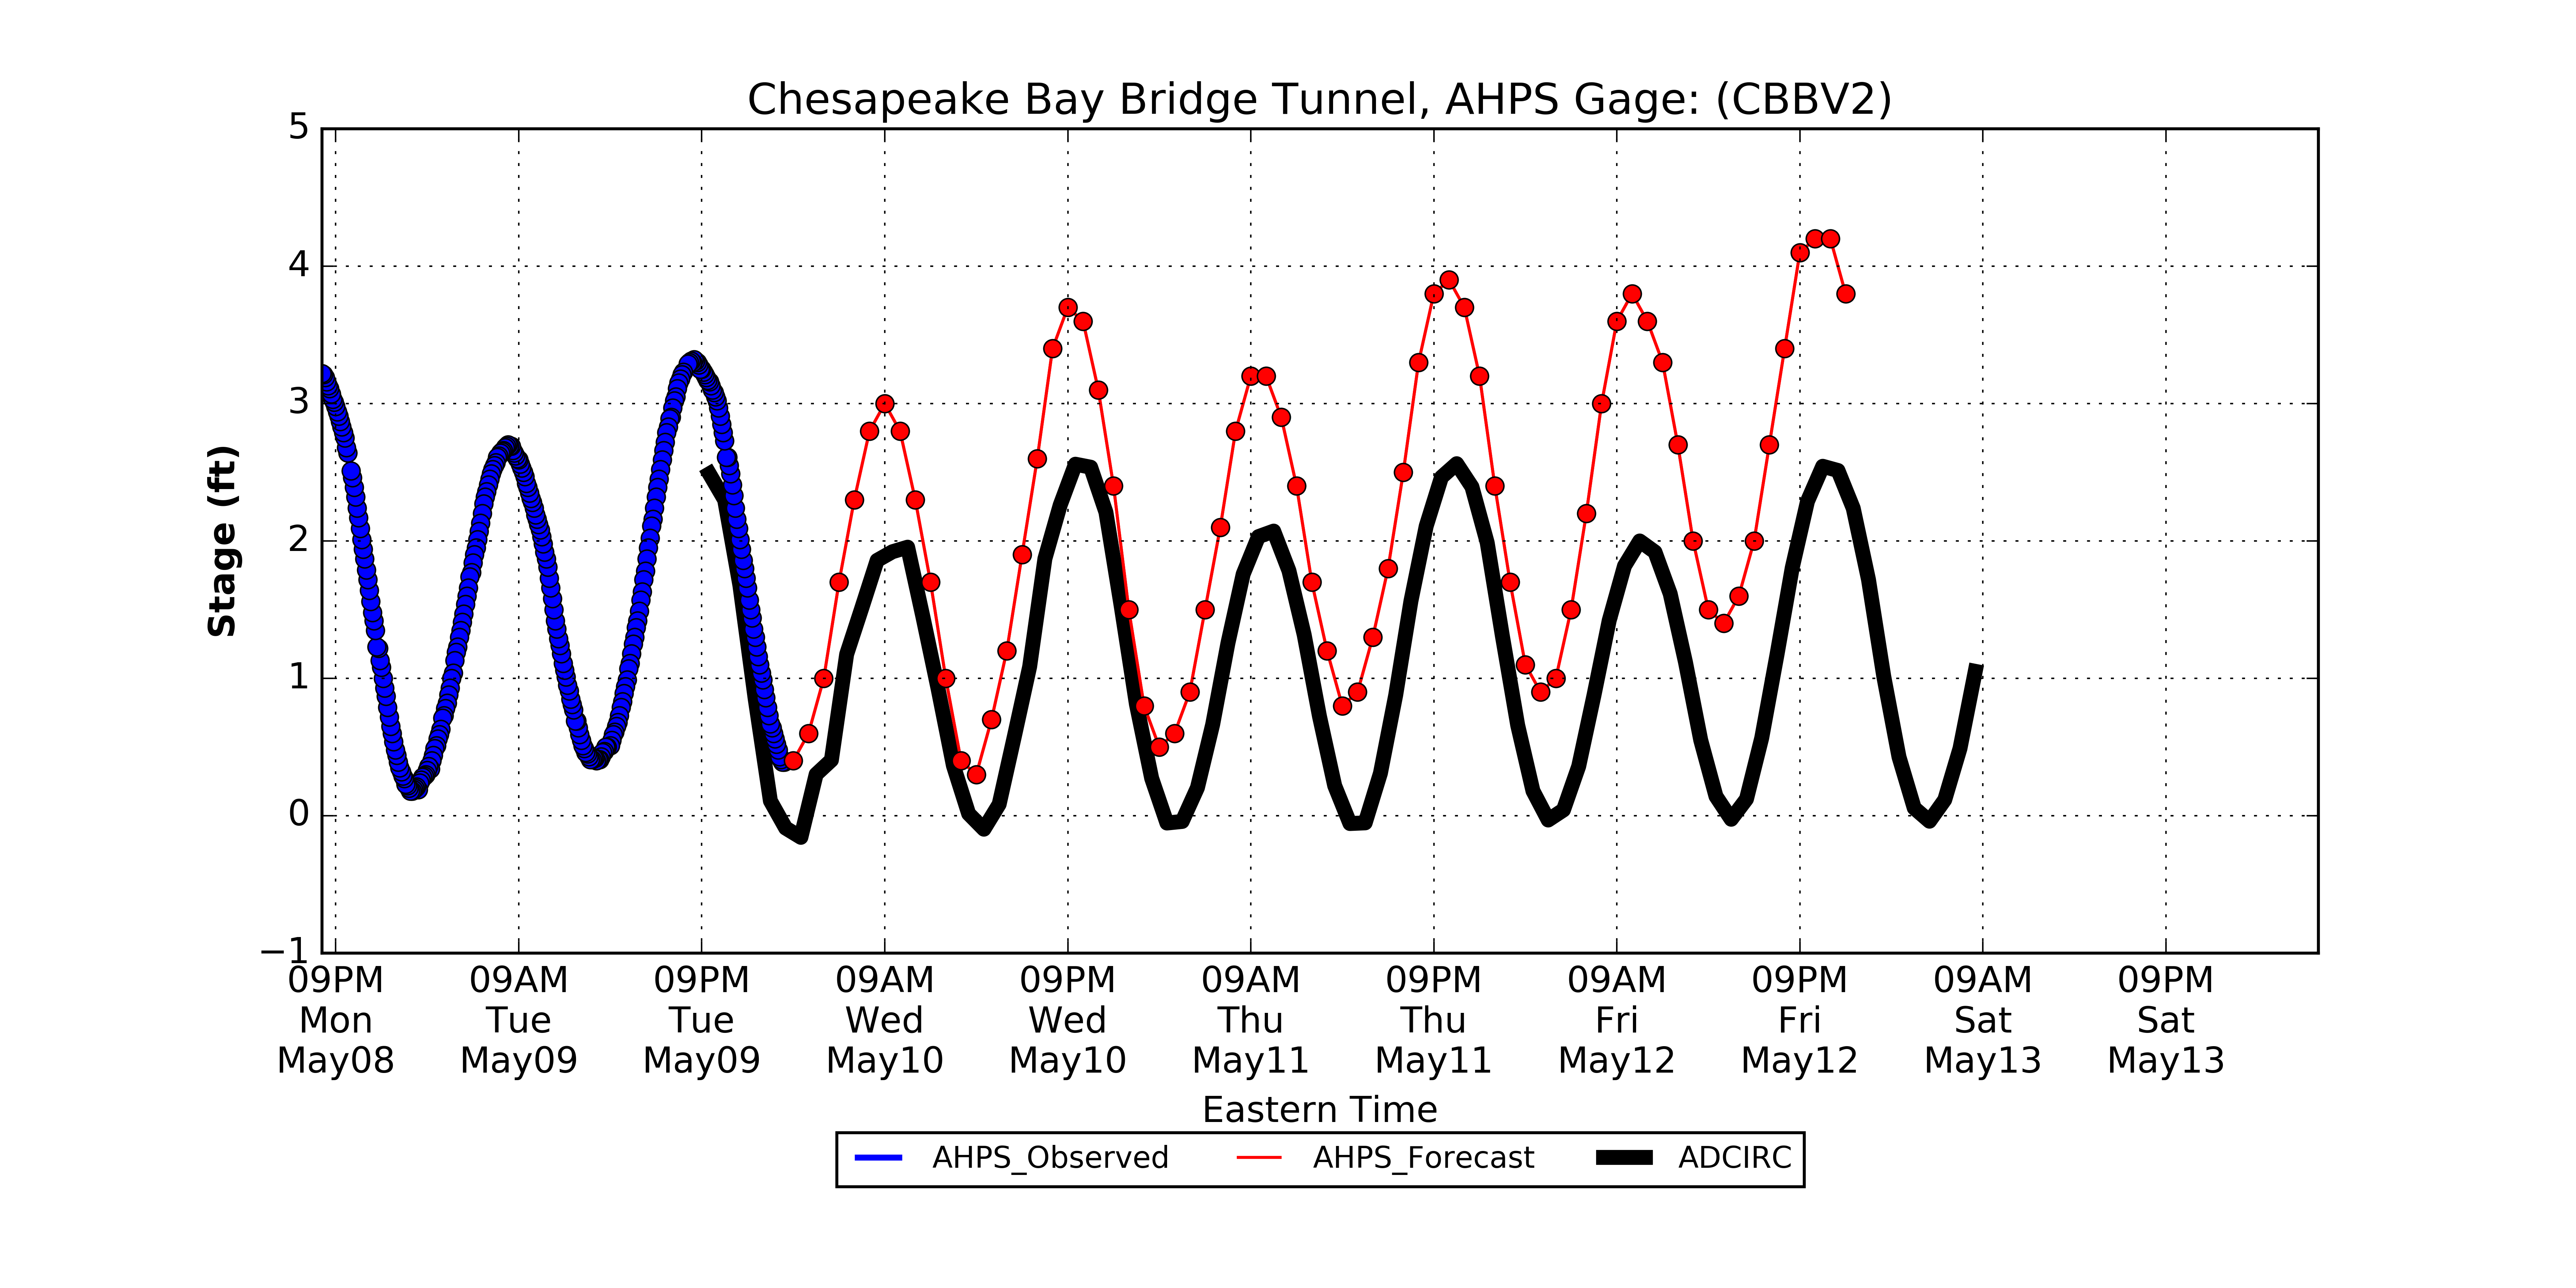 Chesapeake Bay Bridge Tunnel, AHPS Gage: (CBBV2)
5
4
3
2
1
0
−1
Stage (ft)
09PM 09AM 09PM 09AM 09PM 09AM 09PM 09AM 09PM 09AM 09PM
Mon Tue Tue Wed Wed Thu Thu Fri Fri Sat Sat
May08 May09 May09 May10 May10 May11 May11 May12 May12 May13 May13
Eastern Time
AHPS_Observed AHPS_Forecast ADCIRC